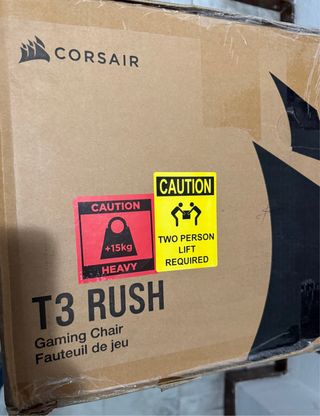 CORSAIR
CAUTION
+15kg
HEAVY
CAUTION
TWO PERSON
LIFT
REQUIRED
T3 RUSH
Gaming Chair
Fauteuil de jeu